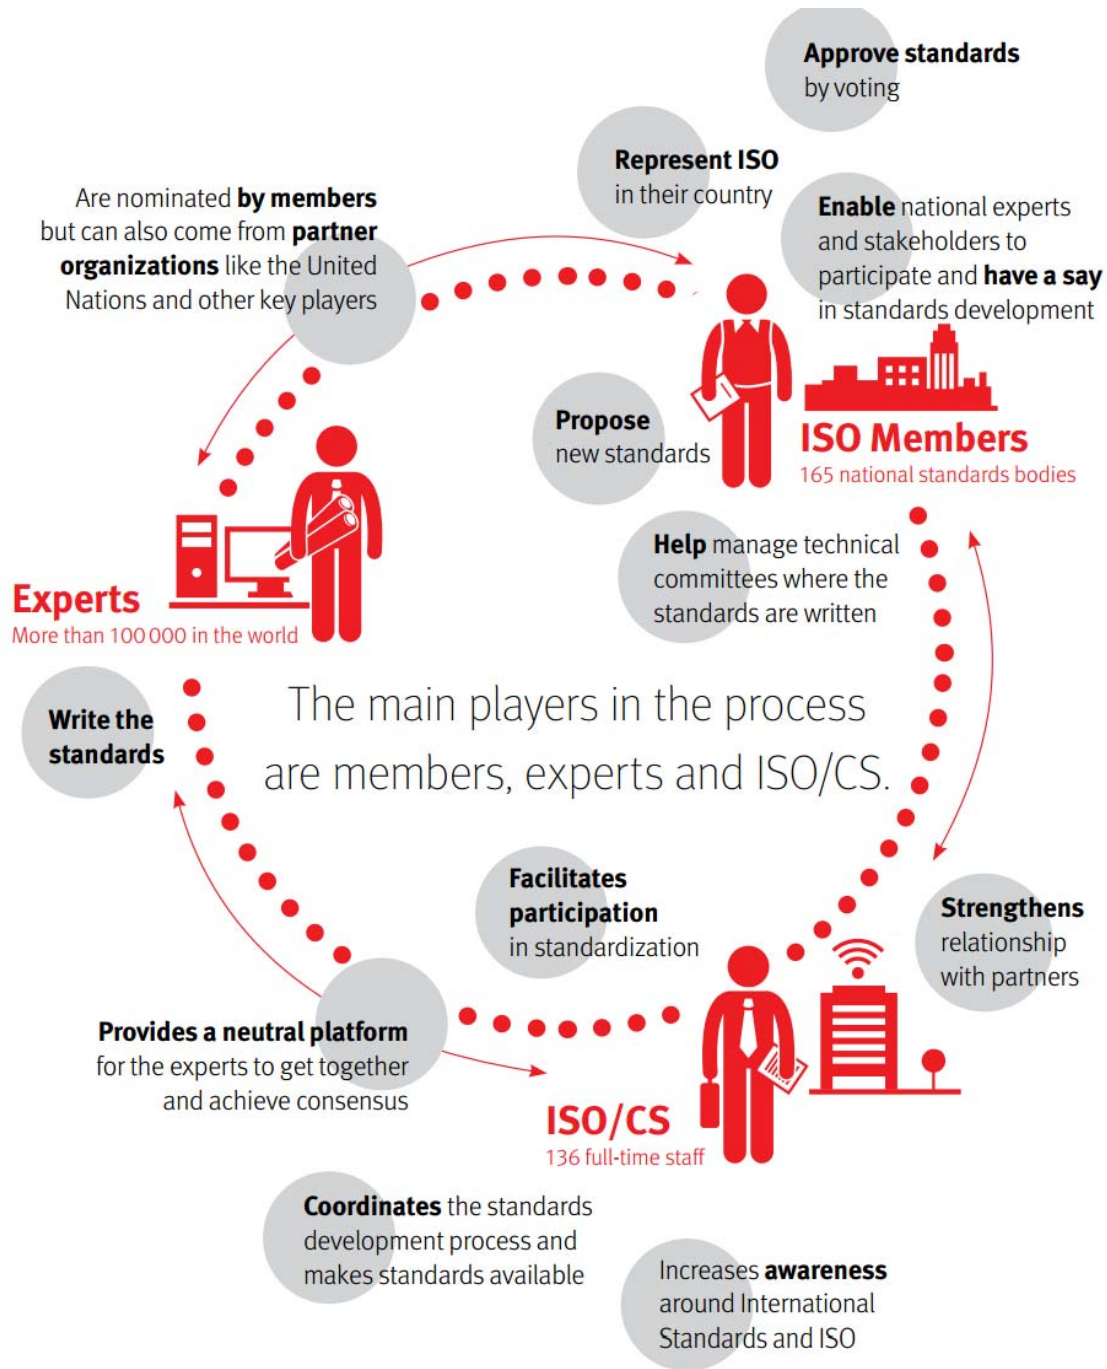 Approve standards
by voting
Represent ISO
in their country
Are nominated by members
but can also come from partner
organizations like the United
Nations and other key players
Enable national experts
and stakeholders to
participate and have a say
in standards development
Propose
new standards
ISO Members
165 national standards bodies
Help manage technical
committees where the
standards are written
Experts
More than 100 000 in the world
Write the
standards
The main players in the process
are members, experts and ISO/CS.
Facilitates
participation
in standardization
Strengthens
relationship
with partners
Provides a neutral platform
for the experts to get together
and achieve consensus
ISO/CS
136 full-time staff
Coordinates the standards
development process and
makes standards available
Increases awareness
around International
Standards and ISO